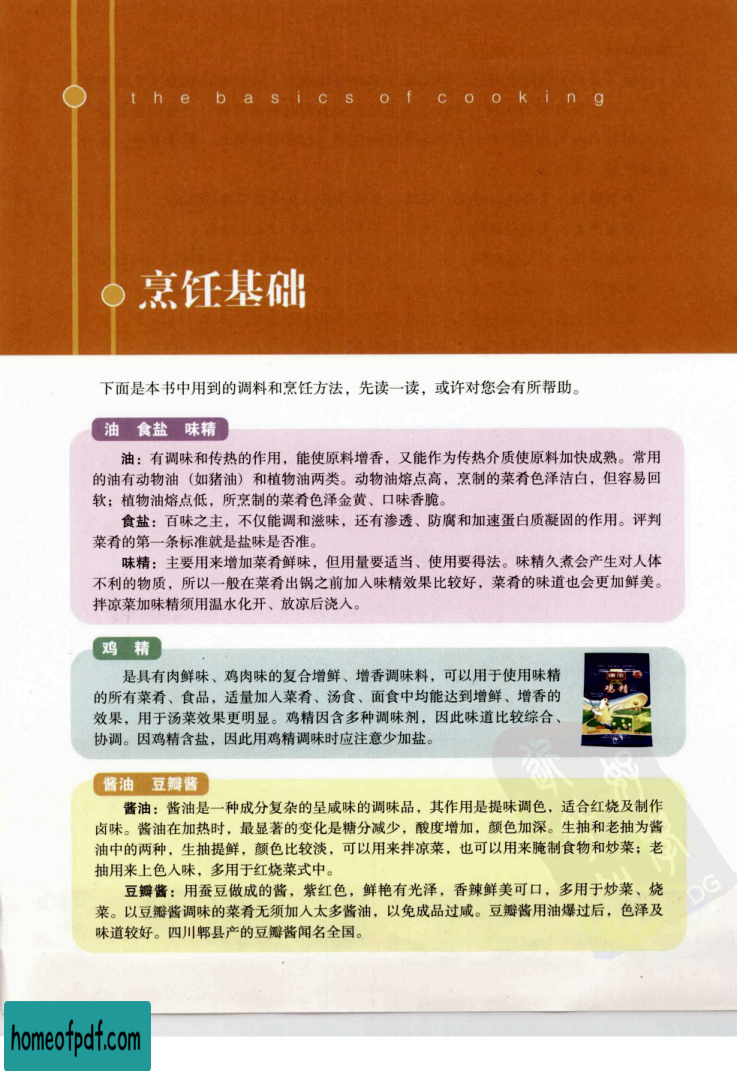 the basics of cooking
烹饪基础
下面是本书中用到的调料和烹饪方法，先读一读，或许对您会有所帮助。
油 食盐 味精
油：有调味和传热的作用，能使原料增香，又能作为传热介质使原料加快成熟。常用
的油有动物油（如猪油）和植物油两类。动物油熔点高，烹制的菜肴色泽洁白，但容易回
软；植物油熔点低，所烹制的菜肴色泽金黄、口味香脆。
食盐：百味之主，不仅能调和滋味，还有渗透、防腐和加速蛋白质凝固的作用。评判
菜肴的第一条标准就是盐味是否准。
味精：主要用来增加菜肴鲜味，但用量要适当、使用要得法。味精久煮会产生对人体
不利的物质，所以一般在菜肴出锅之前加入味精效果比较好，菜肴的味道也会更加鲜美。
拌凉菜加味精须用温水化开、放凉后浇入。
鸡 精
是具有肉鲜味、鸡肉味的复合增鲜、增香调味料，可以用于使用味精
的所有菜肴、食品，适量加入菜肴、汤食、面食中均能达到增鲜、增香的
效果，用于汤菜效果更明显。鸡精因含多种调味剂，因此味道比较综合、
协调。因鸡精含盐，因此用鸡精调味时应注意少加盐。
鸡精
酱油 豆瓣酱
酱油：酱油是一种成分复杂的呈咸味的调味品，其作用是提味调色，适合红烧及制作
卤味。酱油在加热时，最显著的变化是糖分减少，酸度增加，颜色加深。生抽和老抽为酱
油中的两种，生抽提鲜，颜色比较淡，可以用来拌凉菜，也可以用来腌制食物和炒菜；老
抽用来上色入味，多用于红烧菜式中。
豆瓣酱：用蚕豆做成的酱，紫红色，鲜艳有光泽，香辣鲜美可口，多用于炒菜、烧
菜。以豆瓣酱调味的菜肴无须加入太多酱油，以免成品过咸。豆瓣酱用油爆过后，色泽及
味道较好。四川郫县产的豆瓣酱闻名全国。
homeofpdf.com